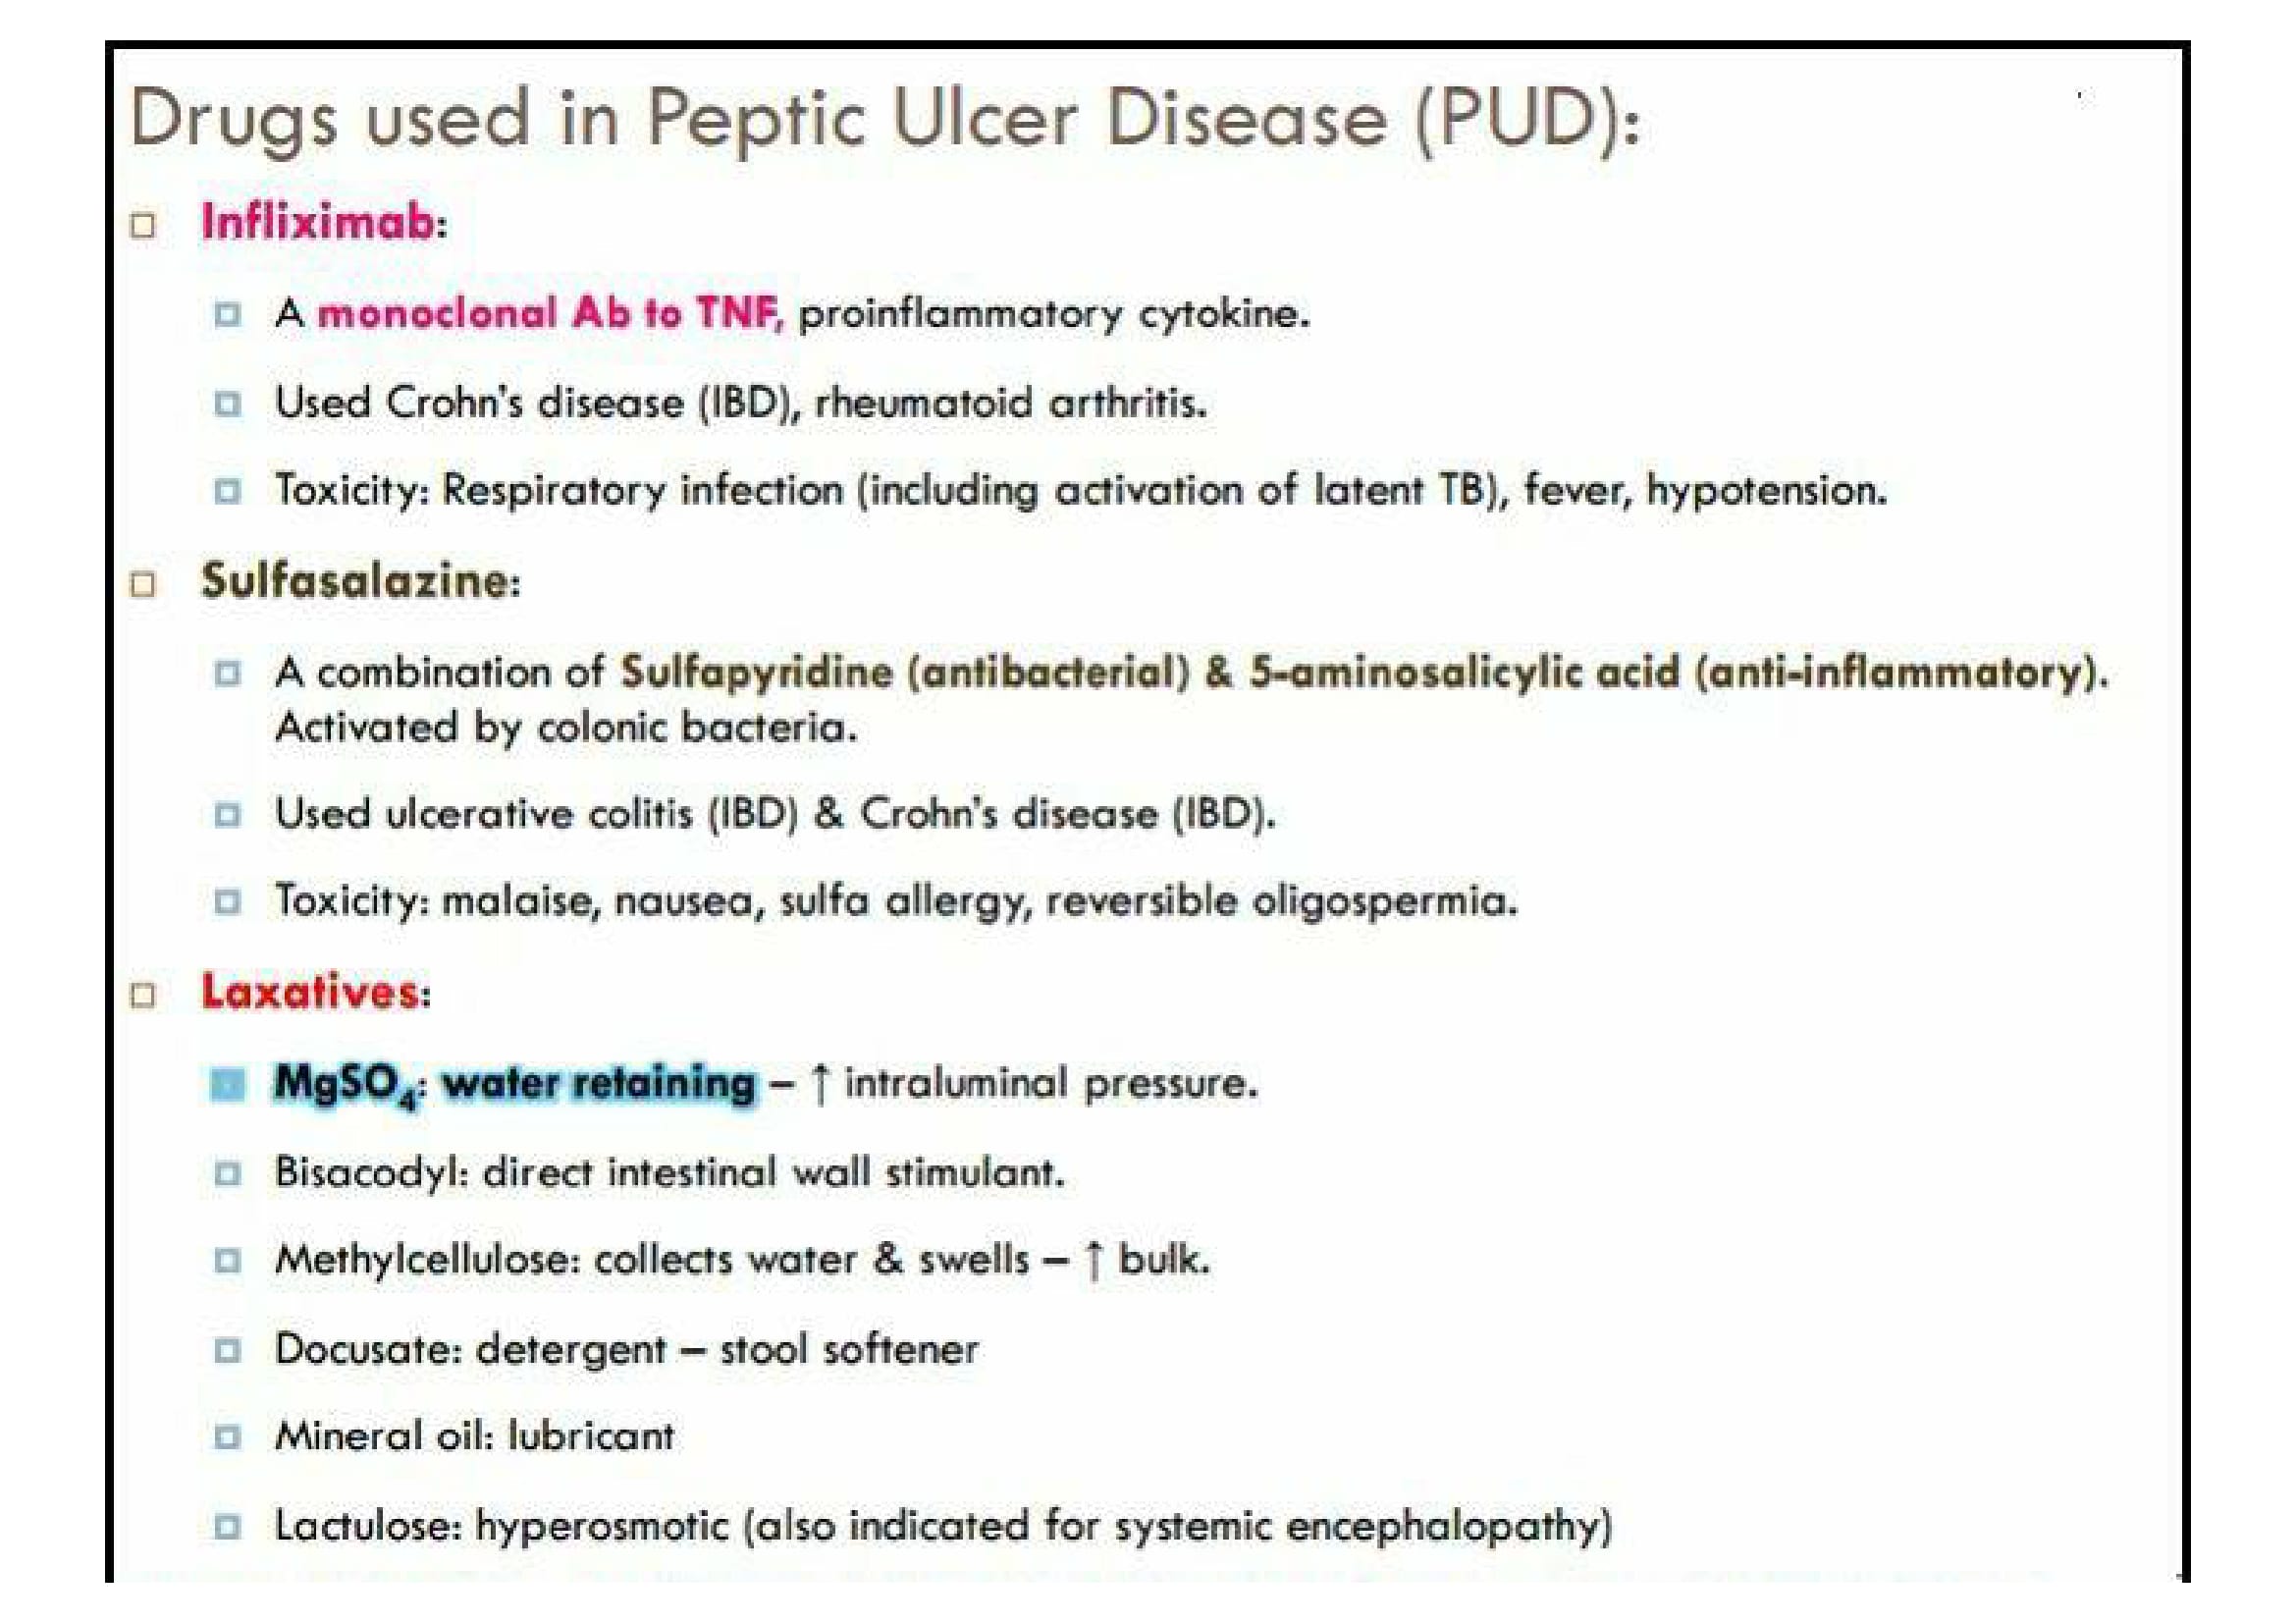 Drugs used in Peptic Ulcer Disease (PUD):
Infliximab:
A monoclonal Ab to TNF, proinflammatory cytokine.
Used Crohn's disease (IBD), rheumatoid arthritis.
Toxicity: Respiratory infection (including activation of latent TB), fever, hypotension.
Sulfasalazine:
A combination of Sulfapyridine (antibacterial) & 5-aminosalicylic acid (anti-inflammatory).
Activated by colonic bacteria.
Used ulcerative colitis (IBD) & Crohn's disease (IBD).
Toxicity: malaise, nausea, sulfa allergy, reversible oligospermia.
Laxatives:
MgSO₄: water retaining – ↑ intraluminal pressure.
Bisacodyl: direct intestinal wall stimulant.
Methylcellulose: collects water & swells – ↑ bulk.
Docusate: detergent – stool softener
Mineral oil: lubricant
Lactulose: hyperosmotic (also indicated for systemic encephalopathy)